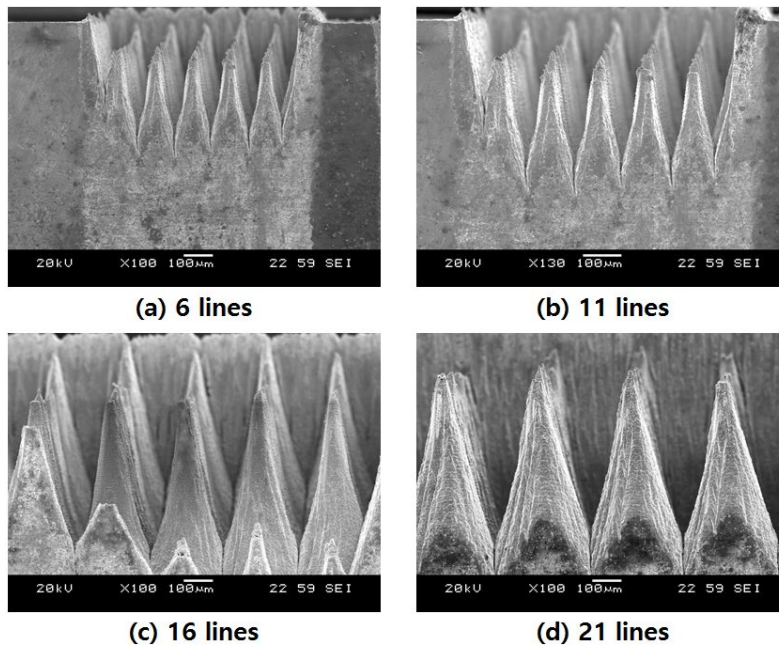 20kV X100 100μm 22 59 SEI
(a) 6 lines
20kV X130 100μm 22 59 SEI
(b) 11 lines
20kV X100 100μm 22 59 SEI
(c) 16 lines
20kV X100 100μm 22 59 SEI
(d) 21 lines